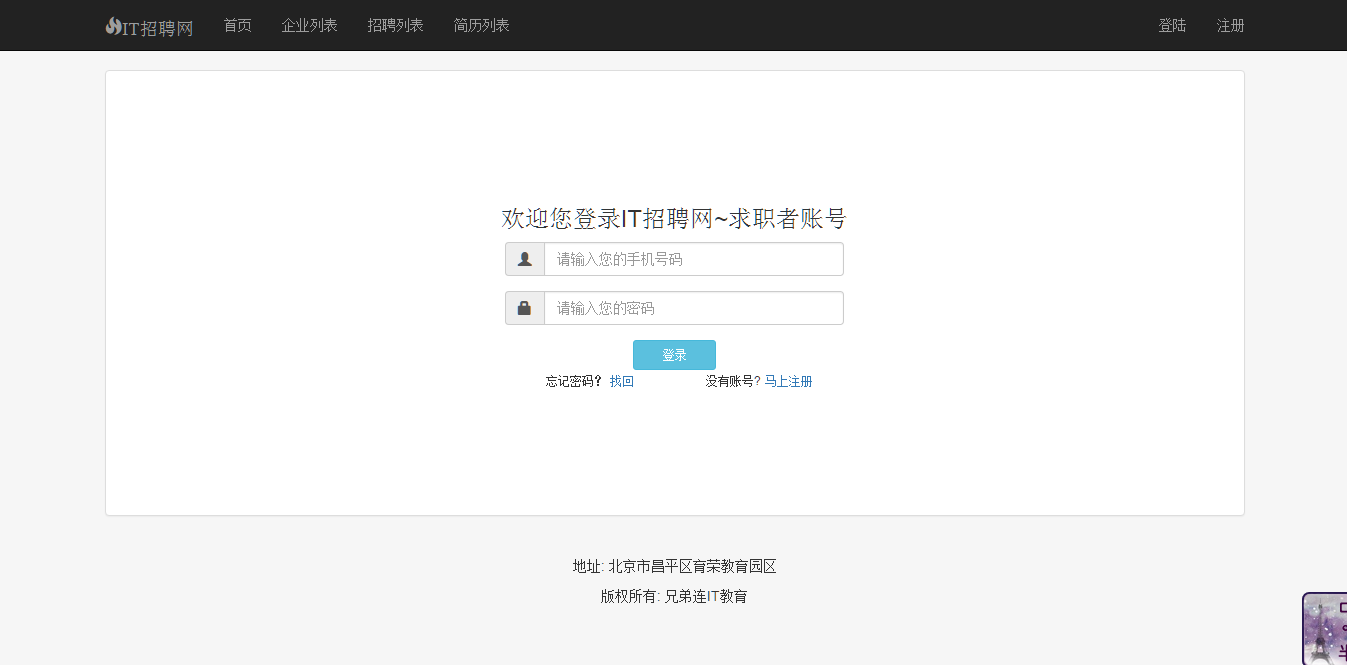 IT招聘网 首页 企业列表 招聘列表 简历列表 登陆 注册
欢迎您登录IT招聘网~求职者账号
请输入您的手机号码
请输入您的密码
登录
忘记密码？ 找回 没有账号? 马上注册
地址: 北京市昌平区育荣教育园区
版权所有: 兄弟连IT教育